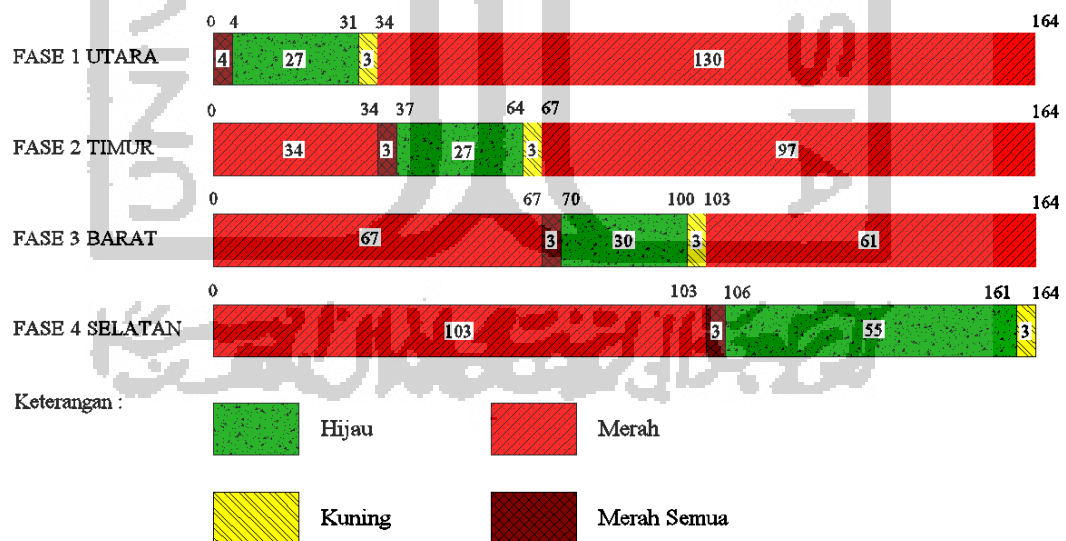 0 4 31 34 164
FASE 1 UTARA 4 27 3 130
0 34 37 64 67 164
FASE 2 TIMUR 34 3 27 3 97
0 67 70 100 103 164
FASE 3 BARAT 67 3 30 3 61
0 103 106 161 164
FASE 4 SELATAN 103 3 55 3
Keterangan :
Hijau Merah
Kuning Merah Semua